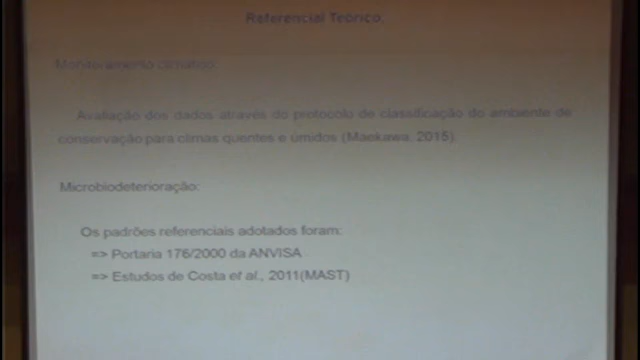 Referencial Teórico:
Monitoramento climático:
Avaliação dos dados através do protocolo de classificação do ambiente de
conservação para climas quentes e úmidos (Maekawa, 2015).
Microbiodeterioração:
Os padrões referenciais adotados foram:
=> Portaria 176/2000 da ANVISA
=> Estudos de Costa et al., 2011(MAST)